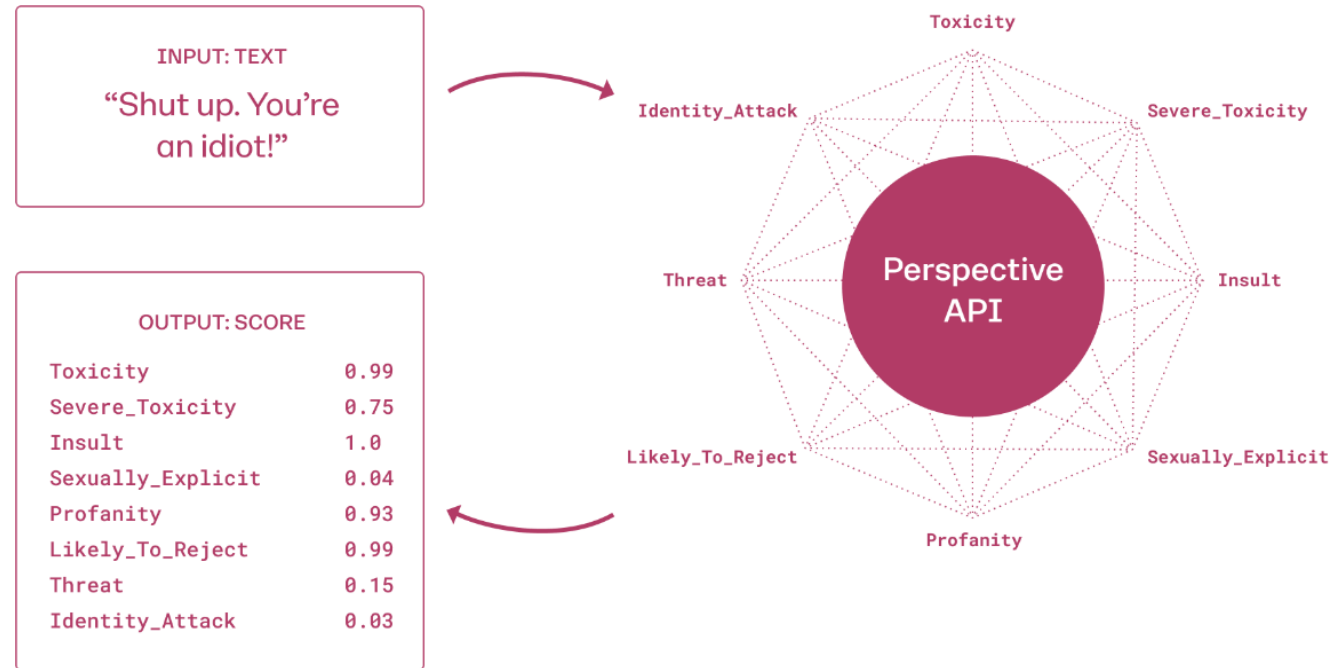 INPUT: TEXT
“Shut up. You’re
an idiot!”
OUTPUT: SCORE
Toxicity 0.99
Severe_Toxicity 0.75
Insult 1.0
Sexually_Explicit 0.04
Profanity 0.93
Likely_To_Reject 0.99
Threat 0.15
Identity_Attack 0.03
Toxicity
Identity_Attack
Severe_Toxicity
Threat
Perspective
API
Insult
Likely_To_Reject
Sexually_Explicit
Profanity